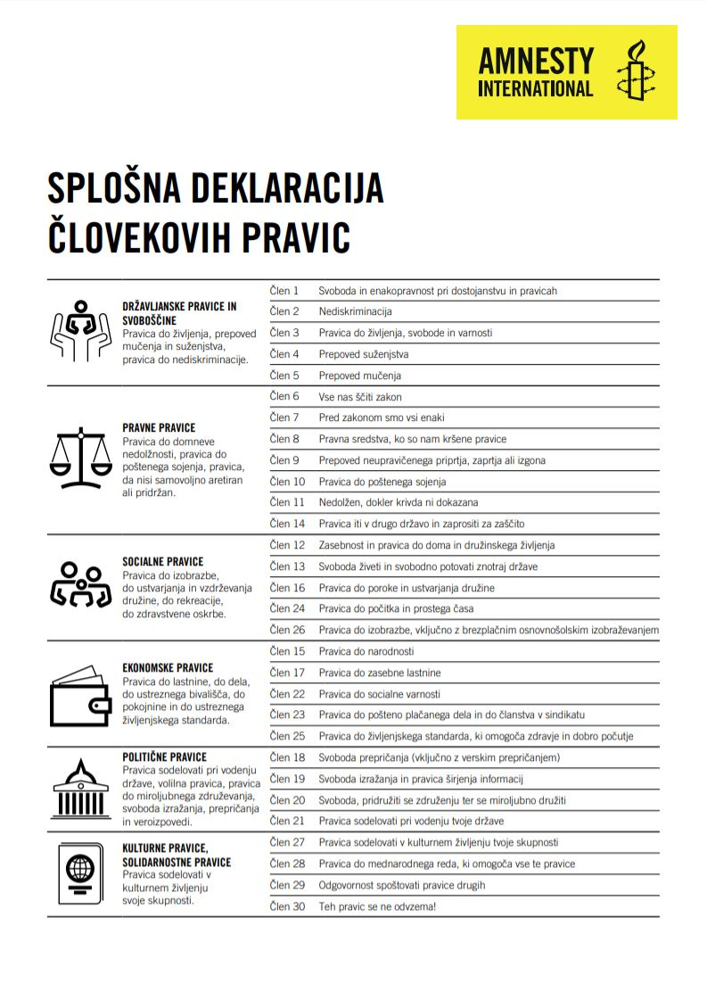 AMNESTY
INTERNATIONAL
SPLOŠNA DEKLARACIJA
ČLOVEKOVIH PRAVIC
DRŽAVLJANSKE PRAVICE IN
SVOBOŠČINE
Pravica do življenja, prepoved
mučenja in suženjstva,
pravica do nediskriminacije.
Člen 1 Svoboda in enakopravnost pri dostojanstvu in pravicah
Člen 2 Nediskriminacija
Člen 3 Pravica do življenja, svobode in varnosti
Člen 4 Prepoved suženjstva
Člen 5 Prepoved mučenja
PRAVNE PRAVICE
Pravica do domneve
nedolžnosti, pravica do
poštenega sojenja, pravica,
da nisi samovoljno aretiran
ali pridržan.
Člen 6 Vse nas ščiti zakon
Člen 7 Pred zakonom smo vsi enaki
Člen 8 Pravna sredstva, ko so nam kršene pravice
Člen 9 Prepoved neupravičenega priprtja, zaprtja ali izgona
Člen 10 Pravica do poštenega sojenja
Člen 11 Nedolžen, dokler krivda ni dokazana
Člen 14 Pravica iti v drugo državo in zaprositi za zaščito
SOCIALNE PRAVICE
Pravica do izobrazbe,
do ustvarjanja in vzdrževanja
družine, do rekreacije,
do zdravstvene oskrbe.
Člen 12 Zasebnost in pravica do doma in družinskega življenja
Člen 13 Svoboda živeti in svobodno potovati znotraj države
Člen 16 Pravica do poroke in ustvarjanja družine
Člen 24 Pravica do počitka in prostega časa
Člen 26 Pravica do izobrazbe, vključno z brezplačnim osnovnošolskim izobraževanjem
EKONOMSKE PRAVICE
Pravica do lastnine, do dela,
do ustreznega bivališča, do
pokojnine in do ustreznega
življenjskega standarda.
Člen 15 Pravica do narodnosti
Člen 17 Pravica do zasebne lastnine
Člen 22 Pravica do socialne varnosti
Člen 23 Pravica do pošteno plačanega dela in do članstva v sindikatu
Člen 25 Pravica do življenjskega standarda, ki omogoča zdravje in dobro počutje
POLITIČNE PRAVICE
Pravica sodelovati pri vodenju
države, volilna pravica, pravica
do miroljubnega združevanja,
svoboda izražanja, prepričanja
in veroizpovedi.
Člen 18 Svoboda prepričanja (vključno z verskim prepričanjem)
Člen 19 Svoboda izražanja in pravica širjenja informacij
Člen 20 Svoboda, pridružiti se združenju ter se miroljubno družiti
Člen 21 Pravica sodelovati pri vodenju tvoje države
KULTURNE PRAVICE,
SOLIDARNOSTNE PRAVICE
Pravica sodelovati v
kulturnem življenju
svoje skupnosti.
Člen 27 Pravica sodelovati v kulturnem življenju tvoje skupnosti
Člen 28 Pravica do mednarodnega reda, ki omogoča vse te pravice
Člen 29 Odgovornost spoštovati pravice drugih
Člen 30 Teh pravic se ne odvzema!